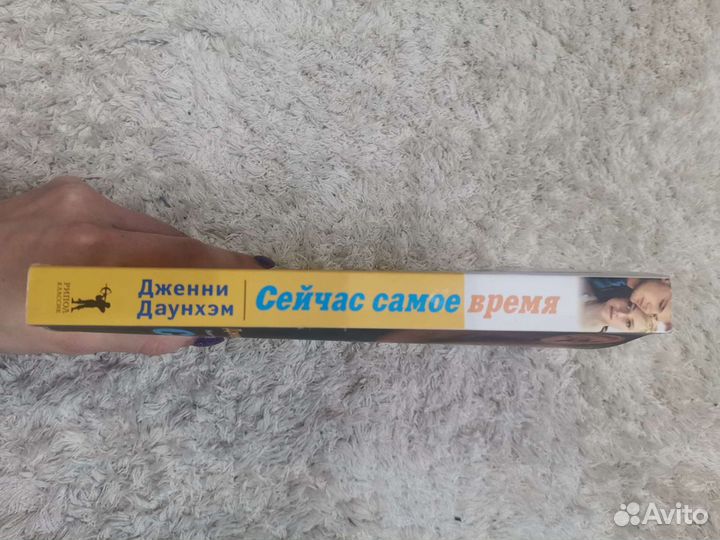 РИПОЛ
КЛАССИК
Дженни
Даунхэм
Сейчас самое время
Avito